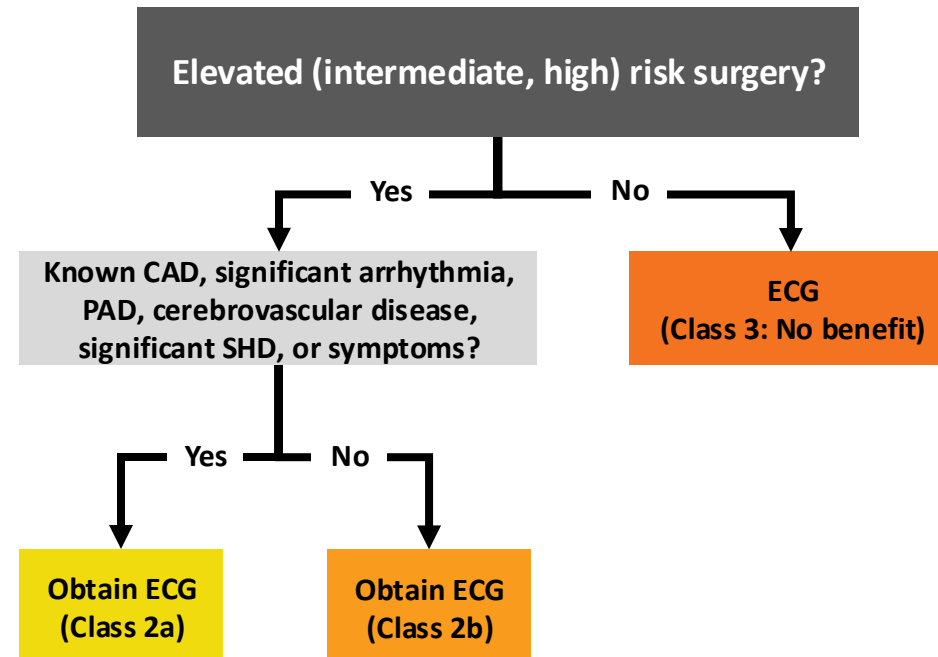 Elevated (intermediate, high) risk surgery?
Yes
No
Known CAD, significant arrhythmia,
PAD, cerebrovascular disease,
significant SHD, or symptoms?
ECG
(Class 3: No benefit)
Yes
No
Obtain ECG
(Class 2a)
Obtain ECG
(Class 2b)